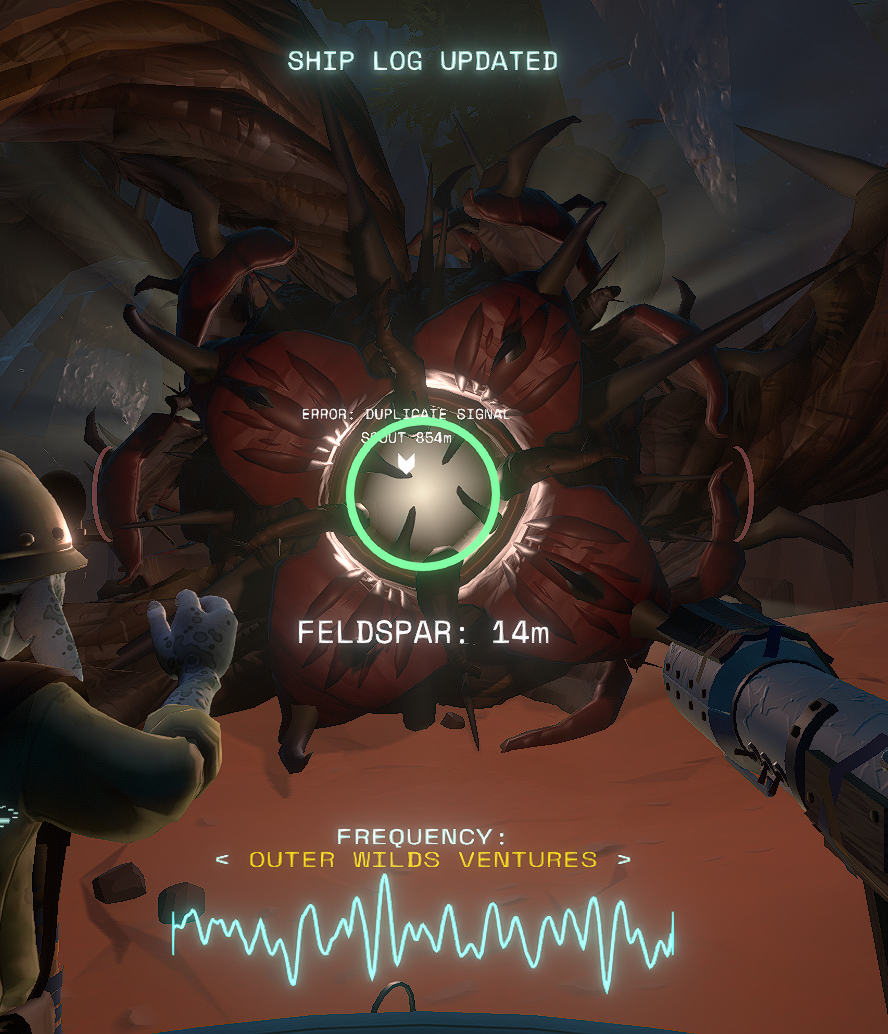 SHIP LOG UPDATED
ERROR: DUPLICATE SIGNAL
SCOUT 854m
FELDSPAR: 14m
FREQUENCY:
< OUTER WILDS VENTURES >